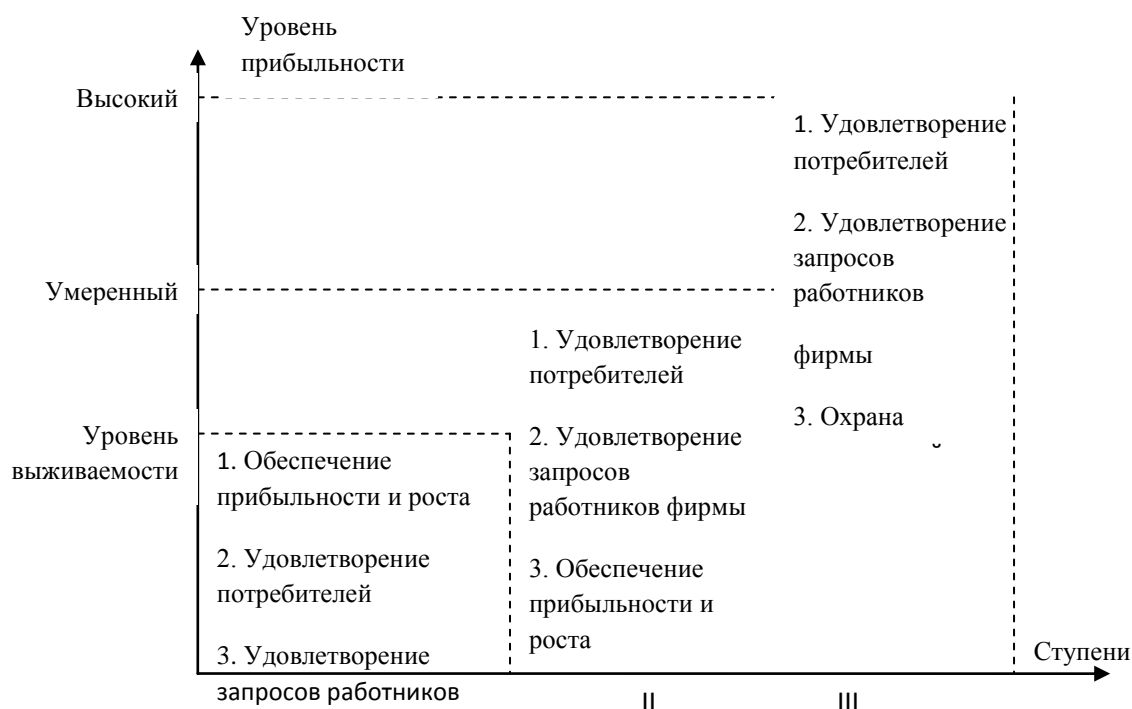 Уровень
прибыльности
Высокий
1. Удовлетворение
потребителей
2. Удовлетворение
запросов
работников
фирмы
3. Охрана
Умеренный
1. Удовлетворение
потребителей
2. Удовлетворение
запросов
работников фирмы
3. Обеспечение
прибыльности и
роста
Уровень
выживаемости
1. Обеспечение
прибыльности и роста
2. Удовлетворение
потребителей
3. Удовлетворение
запросов работников
Ступени
II
III